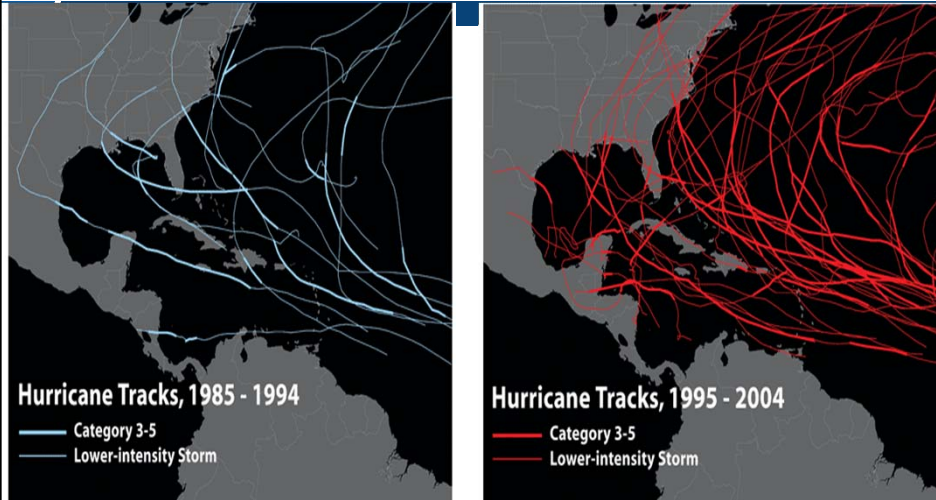 Hurricane Tracks, 1985 - 1994
Category 3-5
Lower-intensity Storm
Hurricane Tracks, 1995 - 2004
Category 3-5
Lower-intensity Storm